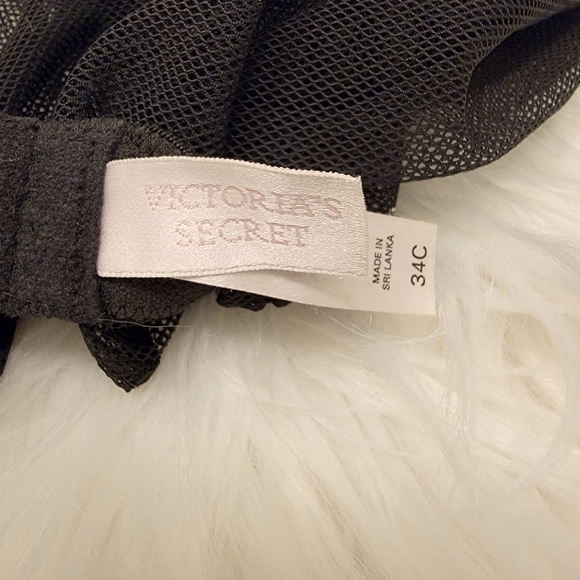 VICTORIA'S
SECRET
MADE IN
SRI LANKA
34C